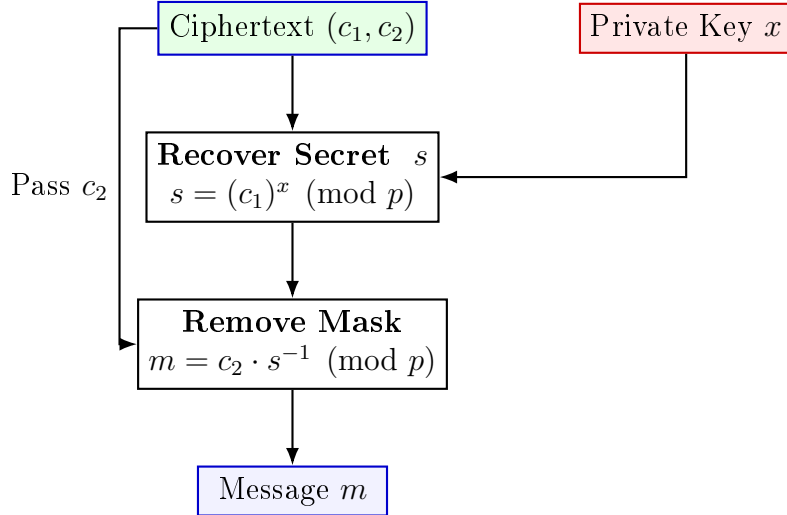 Ciphertext (c₁, c₂)
Private Key x
Recover Secret s
s = (c₁)ˣ (mod p)
Pass c₂
Remove Mask
m = c₂ · s⁻¹ (mod p)
Message m